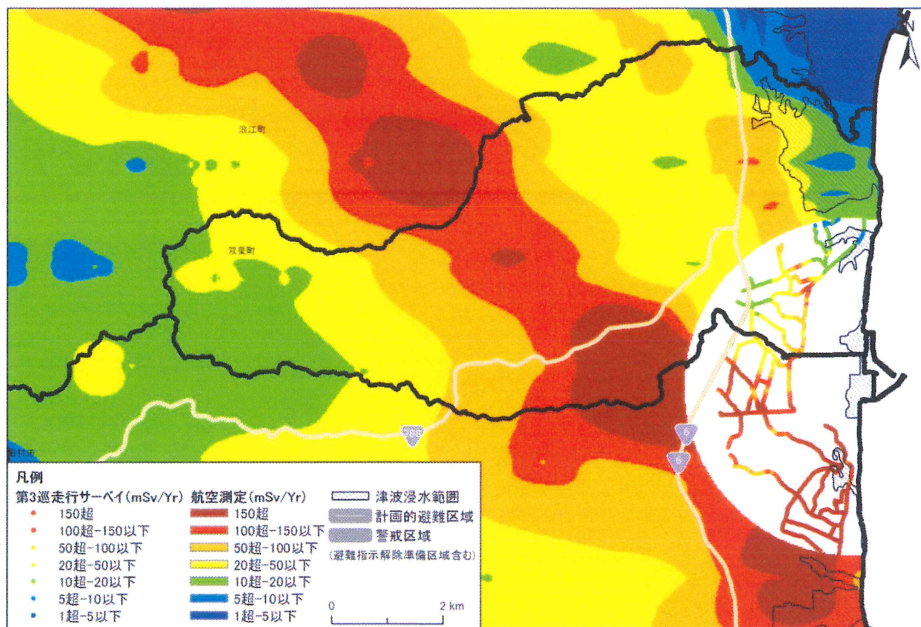 浪江町
双葉町
288
6
6
凡例
第3巡走行サーベイ(mSv/Yr) 航空測定(mSv/Yr)
150超 150超 津波浸水範囲
100超-150以下 100超-150以下 計画的避難区域
50超-100以下 50超-100以下 警戒区域
20超-50以下 20超-50以下 (避難指示解除準備区域含む)
10超-20以下 10超-20以下
5超-10以下 5超-10以下
1超-5以下 1超-5以下
0 2 km